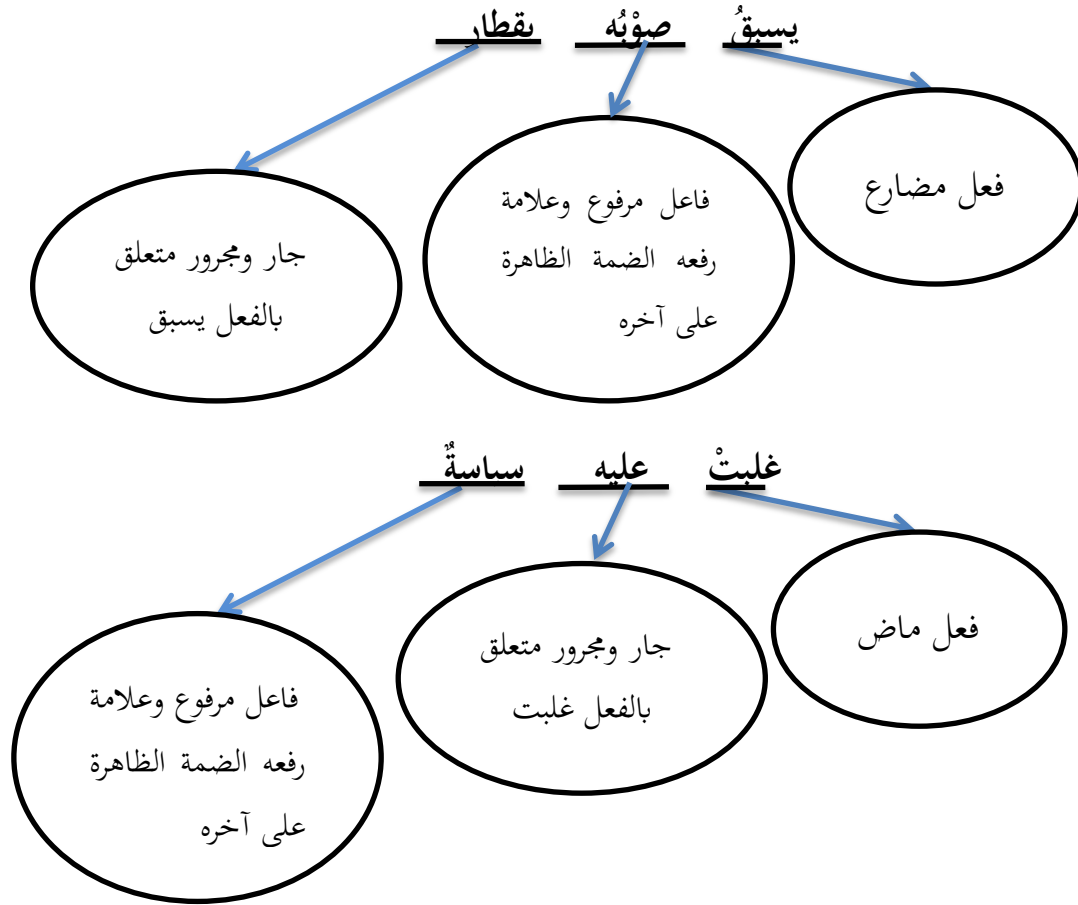 يسبقُ صوْبُه بقطار
فعل مضارع
فاعل مرفوع وعلامة
رفعه الضمة الظاهرة
على آخره
جار ومجرور متعلق
بالفعل يسبق
غلبتْ عليه سياسةٌ
فعل ماض
جار ومجرور متعلق
بالفعل غلبت
فاعل مرفوع وعلامة
رفعه الضمة الظاهرة
على آخره